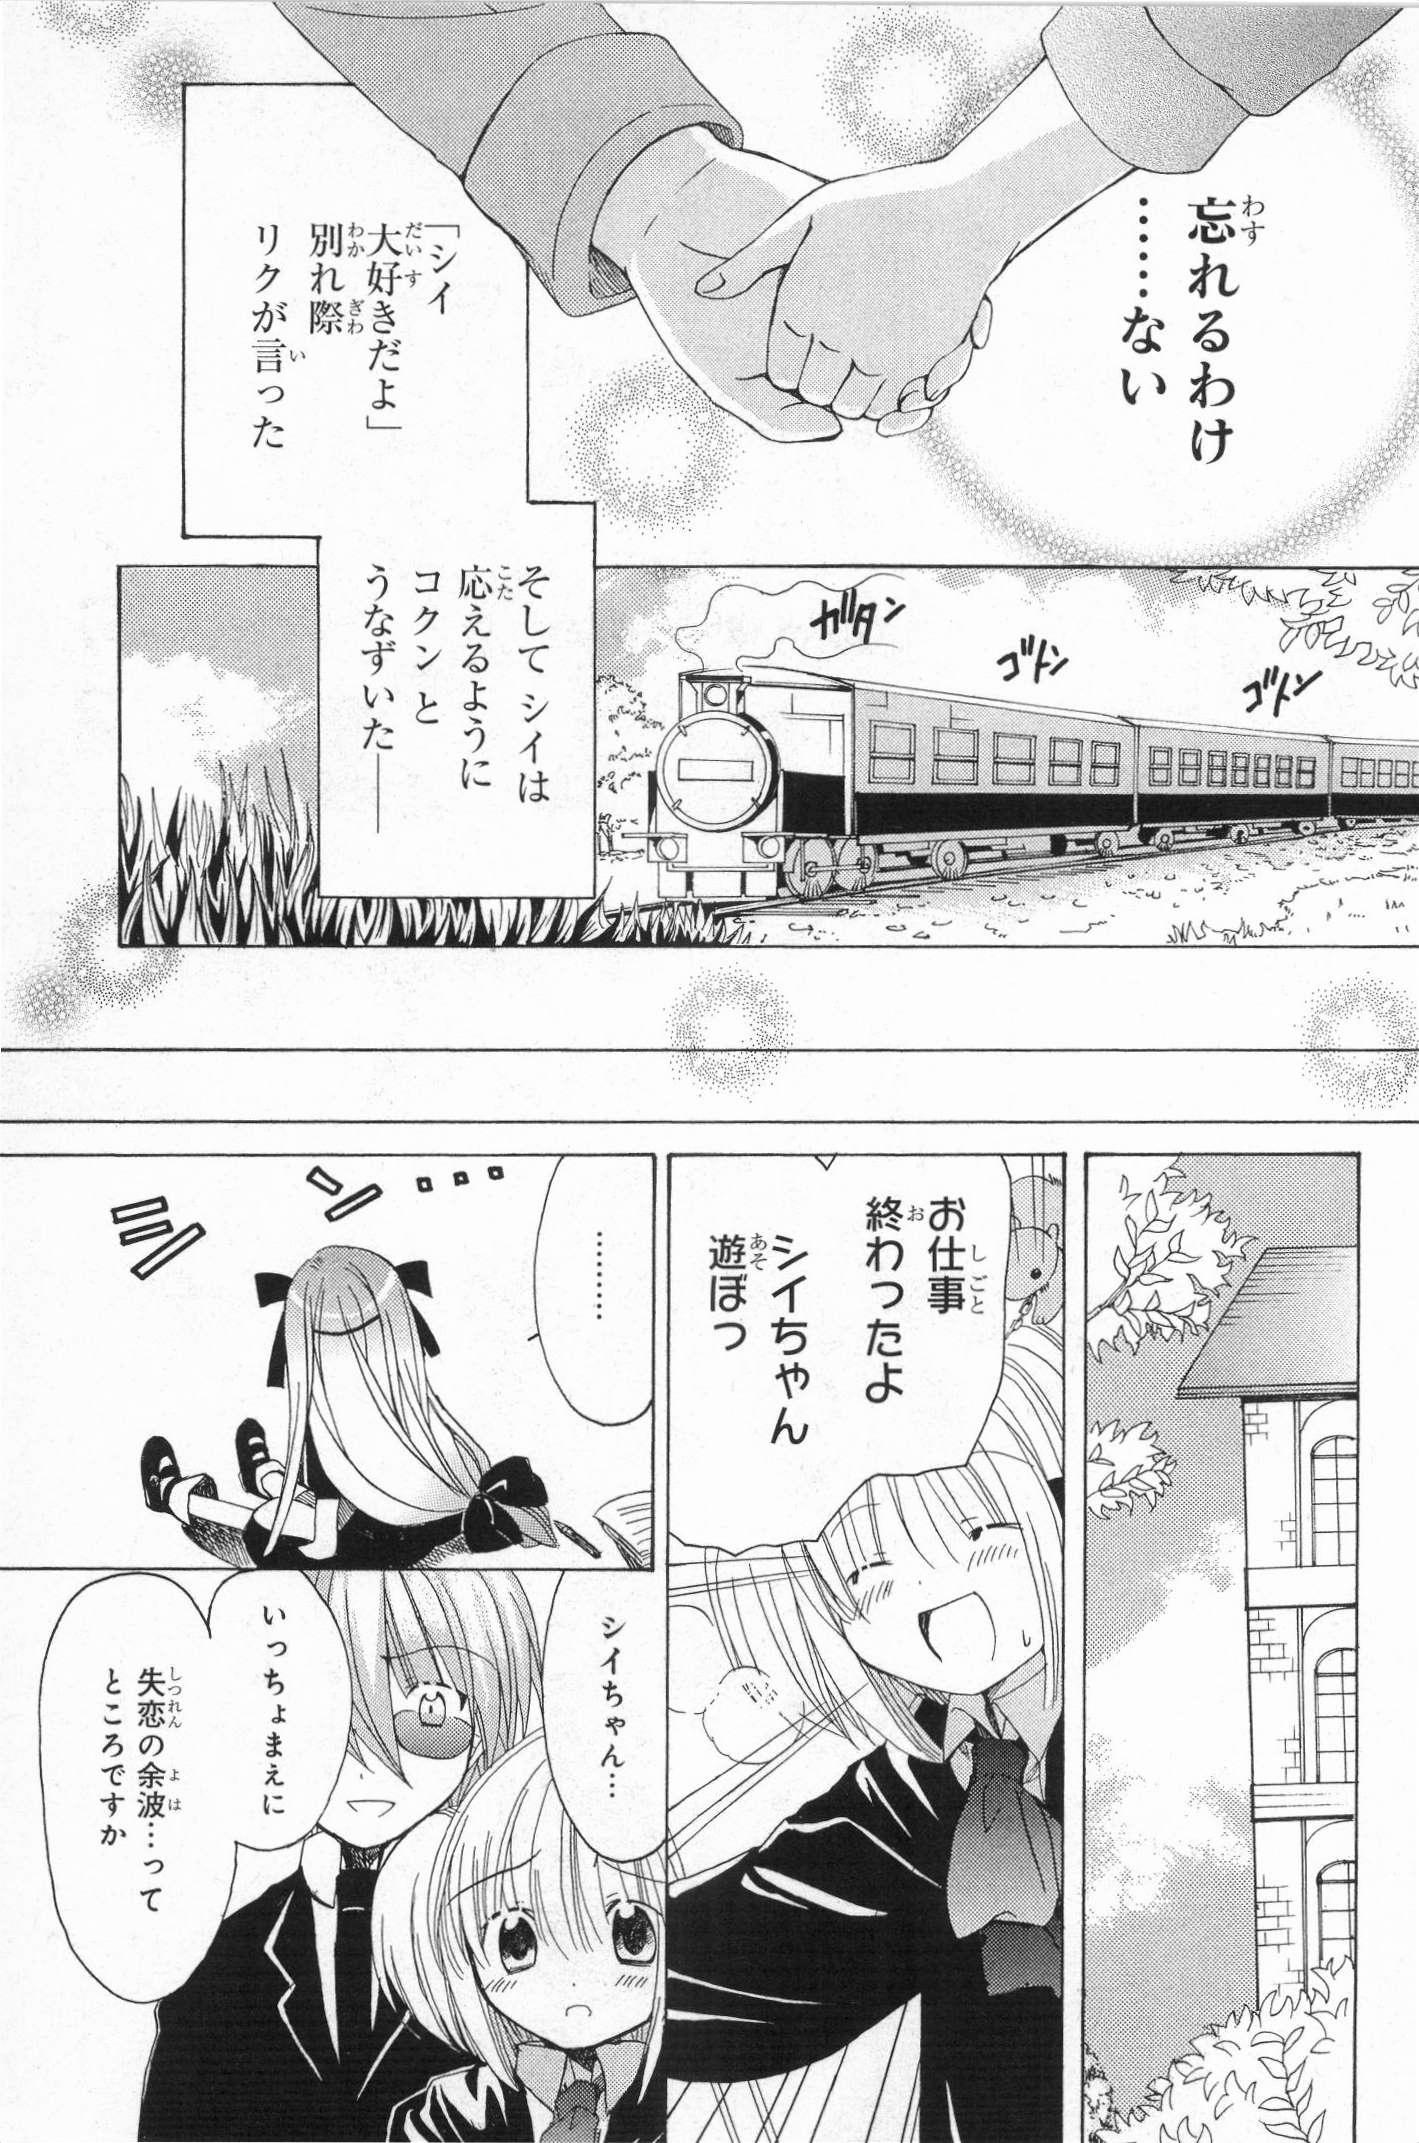 忘れるわけ
……ない
「シイ
大好きだよ」
別れ際
リクが言った
そして シイは
応えるように
コクンと
うなずいた――
ガタン
ゴトン
ゴトン
お仕事
終わったよ
シイちゃん
遊ぼっ
………
シーン…
シイちゃん…
いっちょまえに
失恋の余波…って
ところですか